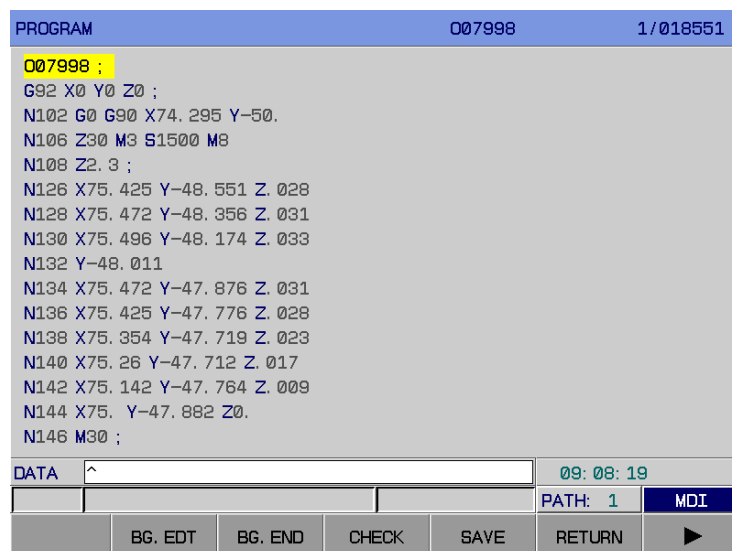 PROGRAM O07998 1/018551
O07998 ;
G92 X0 Y0 Z0 ;
N102 G0 G90 X74. 295 Y-50.
N106 Z30 M3 S1500 M8
N108 Z2. 3 ;
N126 X75. 425 Y-48. 551 Z. 028
N128 X75. 472 Y-48. 356 Z. 031
N130 X75. 496 Y-48. 174 Z. 033
N132 Y-48. 011
N134 X75. 472 Y-47. 876 Z. 031
N136 X75. 425 Y-47. 776 Z. 028
N138 X75. 354 Y-47. 719 Z. 023
N140 X75. 26 Y-47. 712 Z. 017
N142 X75. 142 Y-47. 764 Z. 009
N144 X75. Y-47. 882 Z0.
N146 M30 ;
DATA ^ 09: 08: 19
PATH: 1 MDI
BG. EDT BG. END CHECK SAVE RETURN ▶